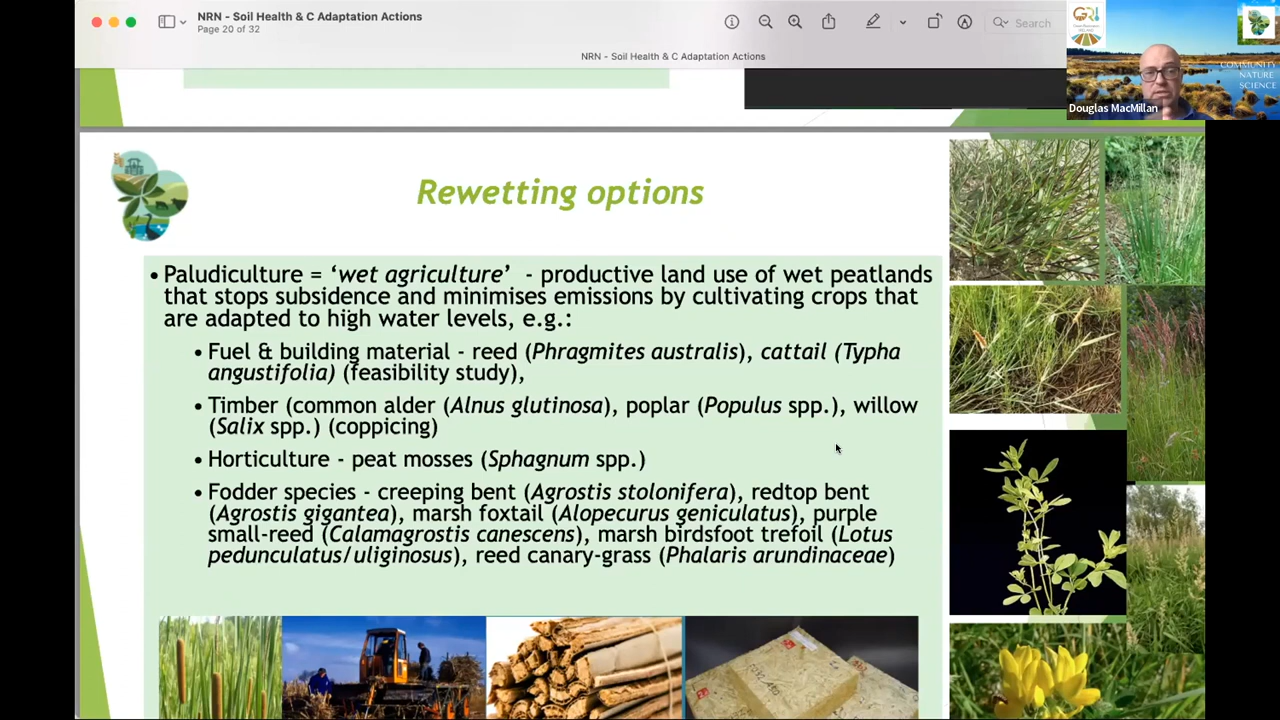 NRN - Soil Health & C Adaptation Actions
Page 20 of 32
Search
NRN - Soil Health & C Adaptation Actions
GRI
COMMUNITY
NATURE
SCIENCE
Douglas MacMillan
Rewetting options
• Paludiculture = ‘wet agriculture’ - productive land use of wet peatlands
that stops subsidence and minimises emissions by cultivating crops that
are adapted to high water levels, e.g.:
• Fuel & building material - reed (Phragmites australis), cattail (Typha
angustifolia) (feasibility study),
• Timber (common alder (Alnus glutinosa), poplar (Populus spp.), willow
(Salix spp.) (coppicing)
• Horticulture - peat mosses (Sphagnum spp.)
• Fodder species - creeping bent (Agrostis stolonifera), redtop bent
(Agrostis gigantea), marsh foxtail (Alopecurus geniculatus), purple
small-reed (Calamagrostis canescens), marsh birdsfoot trefoil (Lotus
pedunculatus/uliginosus), reed canary-grass (Phalaris arundinaceae)